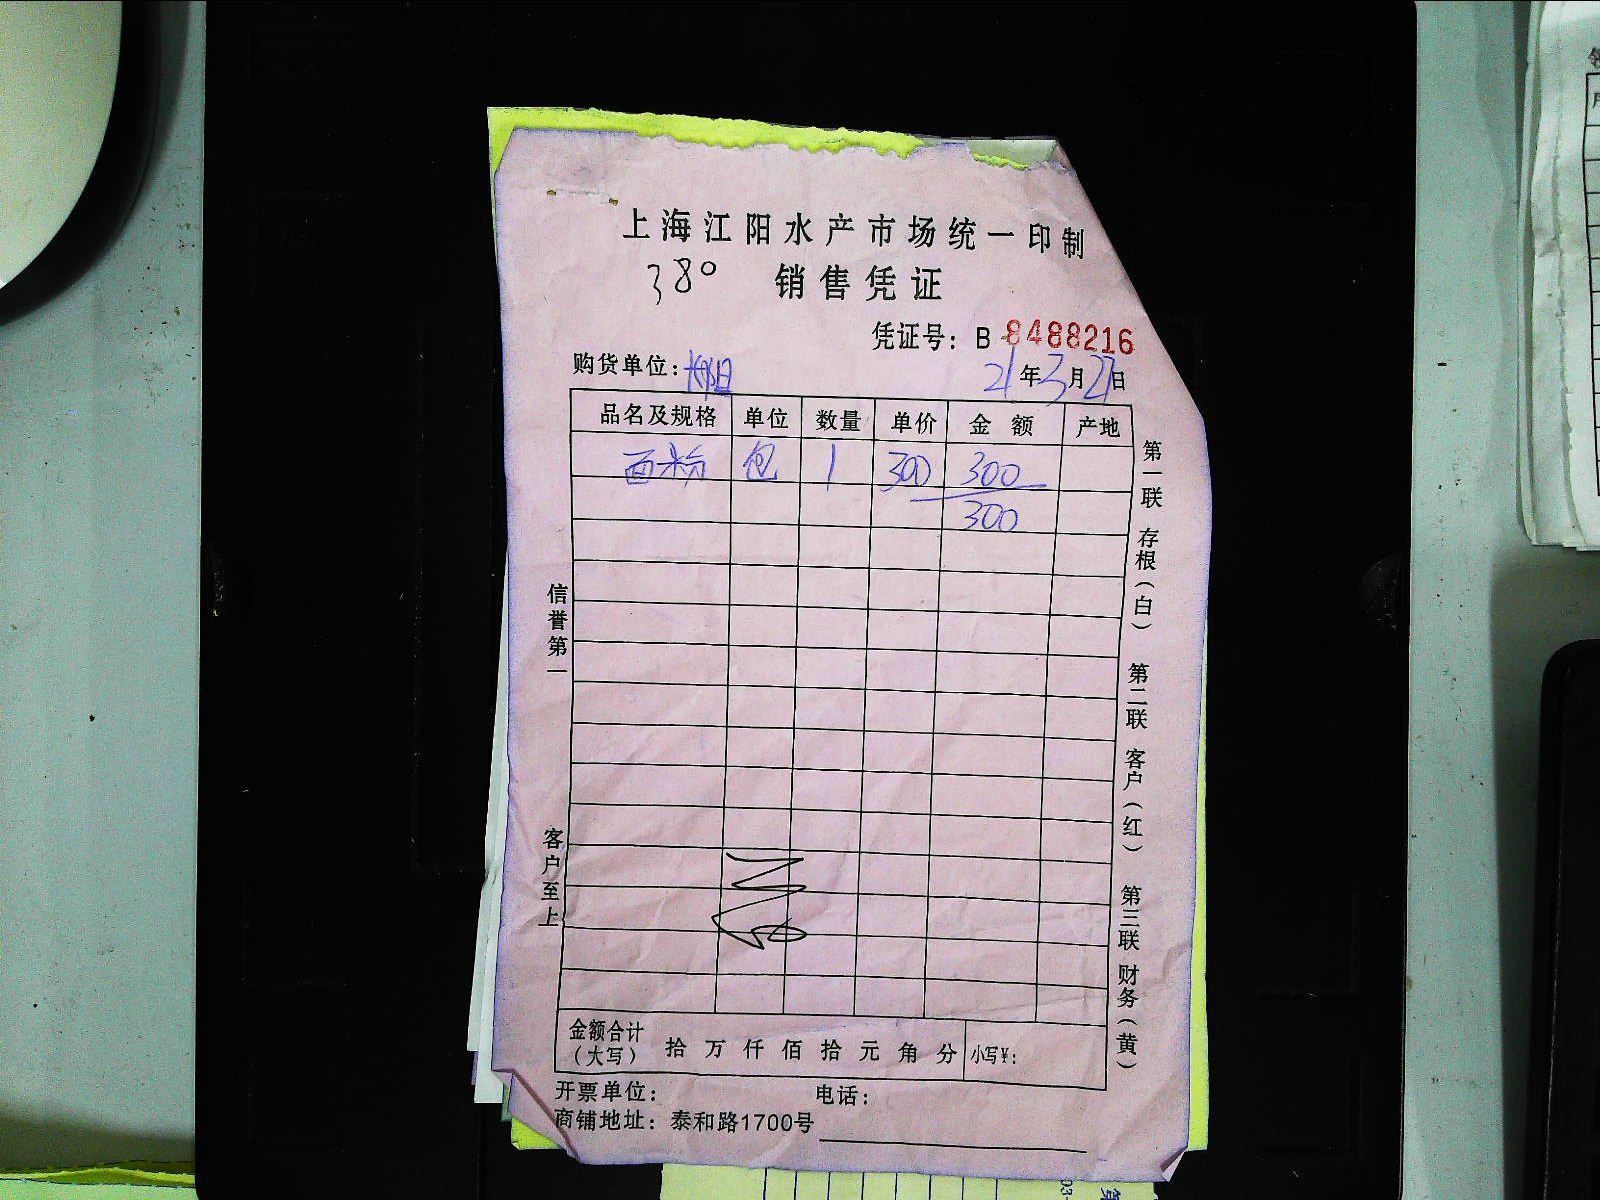 上海江阳水产市场统一印制
380 销售凭证
凭证号：B 8488216
购货单位： 21年3月21日
品名及规格 单位 数量 单价 金额 产地
面粉 包 1 300 300
300
信誉第一
客户至上
第一联 存根（白） 第二联 客户（红） 第三联 财务（黄）
金额合计（大写） 拾 万 仟 佰 拾 元 角 分 小写¥：
开票单位： 电话：
商铺地址：泰和路1700号